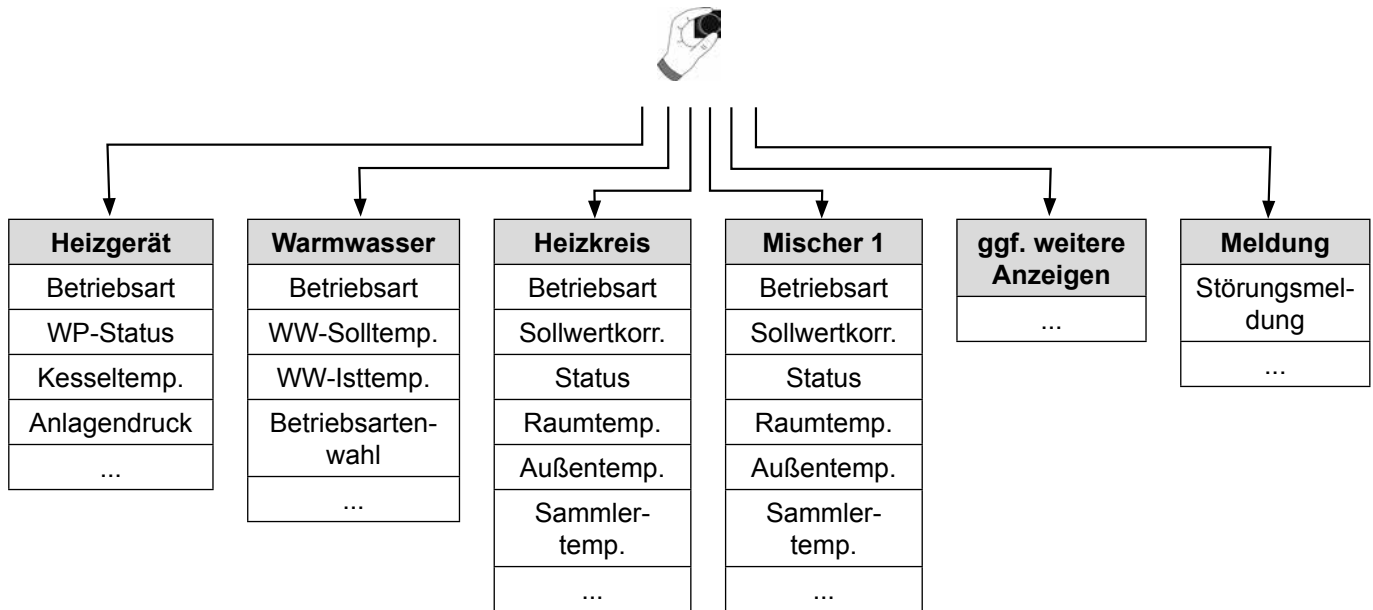 Heizgerät
Betriebsart
WP-Status
Kesseltemp.
Anlagendruck
...
Warmwasser
Betriebsart
WW-Solltemp.
WW-Isttemp.
Betriebsarten-
wahl
...
Heizkreis
Betriebsart
Sollwertkorr.
Status
Raumtemp.
Außentemp.
Sammler-
temp.
...
Mischer 1
Betriebsart
Sollwertkorr.
Status
Raumtemp.
Außentemp.
Sammler-
temp.
...
ggf. weitere
Anzeigen
...
Meldung
Störungsmel-
dung
...